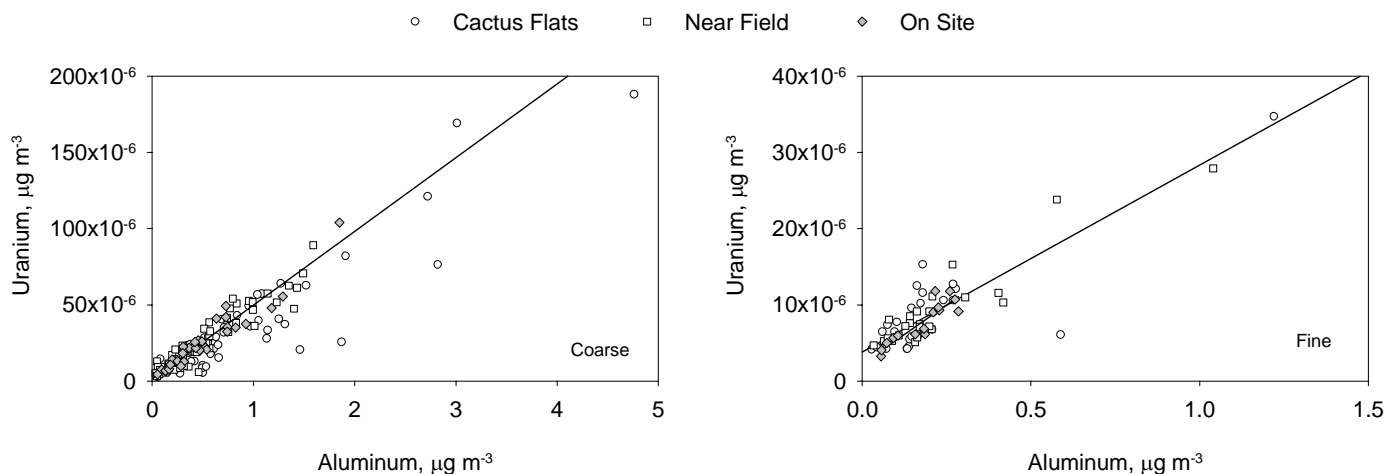 Cactus Flats Near Field On Site
200x10-6
150x10-6
100x10-6
50x10-6
0
Uranium, μg m-3
Coarse
0 1 2 3 4 5
Aluminum, μg m-3
40x10-6
30x10-6
20x10-6
10x10-6
0
Uranium, μg m-3
Fine
0.0 0.5 1.0 1.5
Aluminum, μg m-3